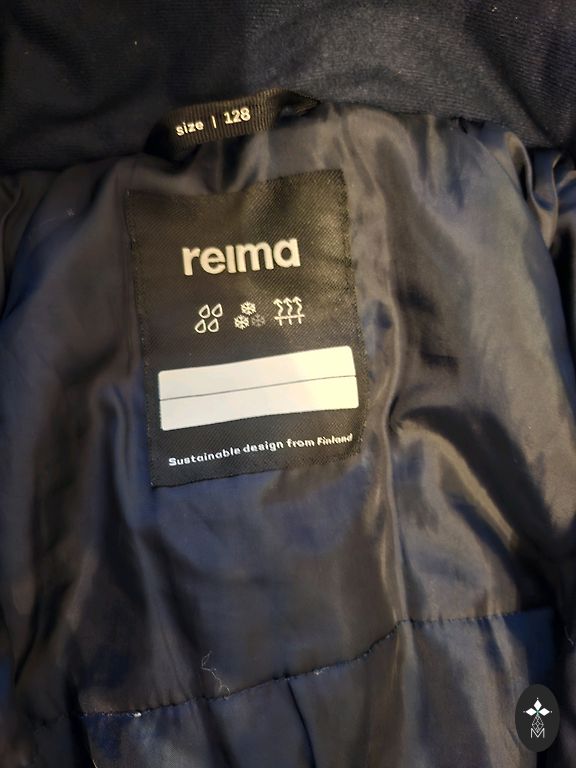 size | 128
reima
Sustainable design from Finland
M